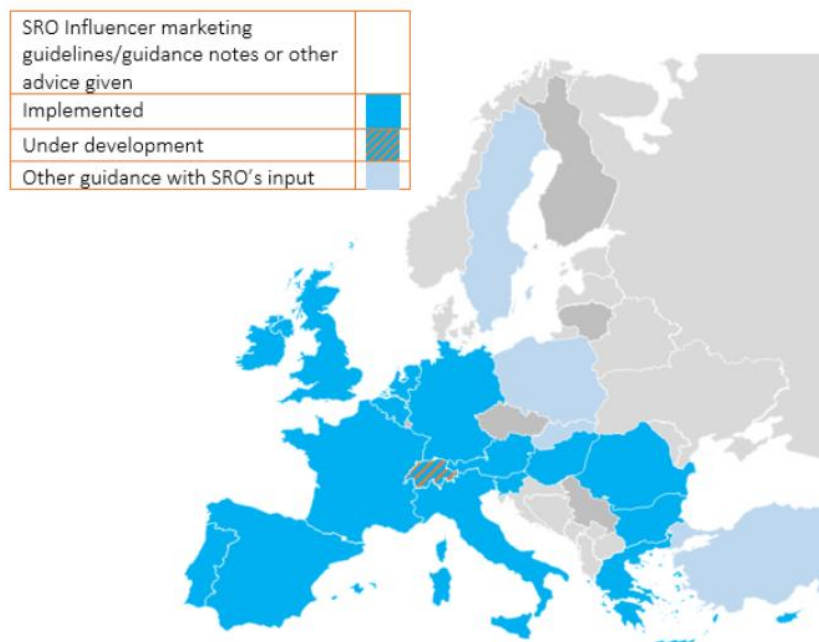 SRO Influencer marketing
guidelines/guidance notes or other
advice given
Implemented
Under development
Other guidance with SRO’s input